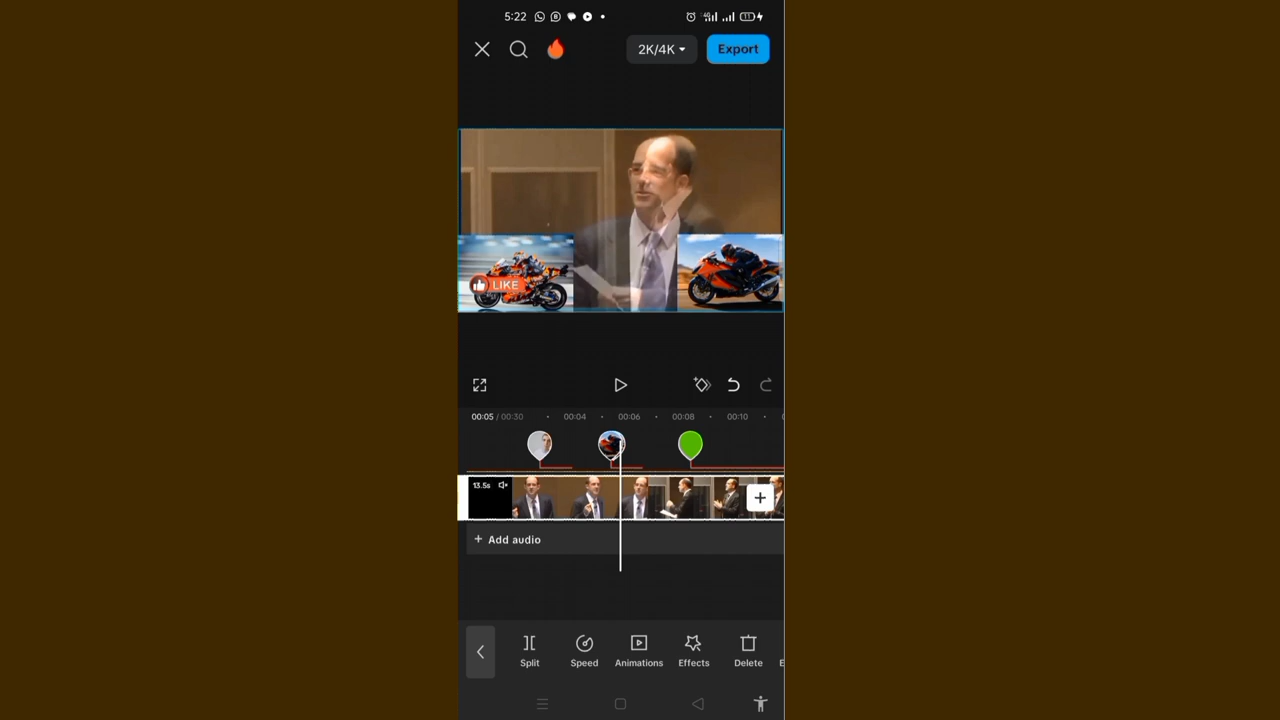 5:22
2K/4K
Export
LIKE
00:05 / 00:30
00:04
00:06
00:08
00:10
13.5s
+ Add audio
Split
Speed
Animations
Effects
Delete